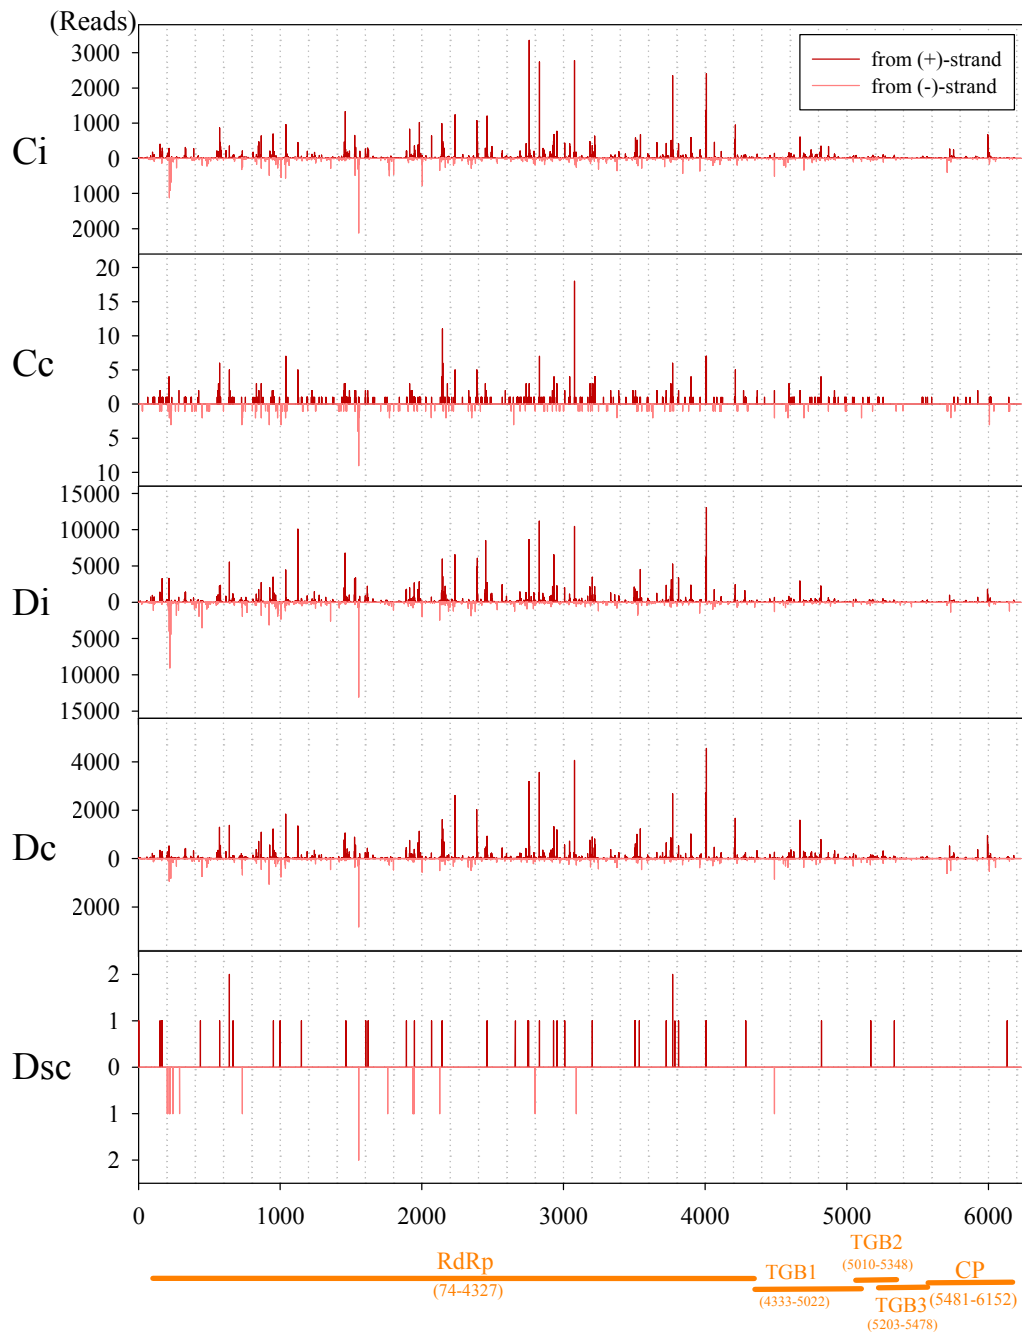 (Reads)
from (+)-strand
from (-)-strand
3000
2000
1000
0
1000
2000
Ci
20
15
10
5
0
5
10
Cc
15000
10000
5000
0
5000
10000
15000
Di
4000
2000
0
2000
Dc
2
1
0
1
2
Dsc
0 1000 2000 3000 4000 5000 6000
RdRp
(74-4327)
TGB1
(4333-5022)
TGB2
(5010-5348)
TGB3
(5203-5478)
CP
(5481-6152)